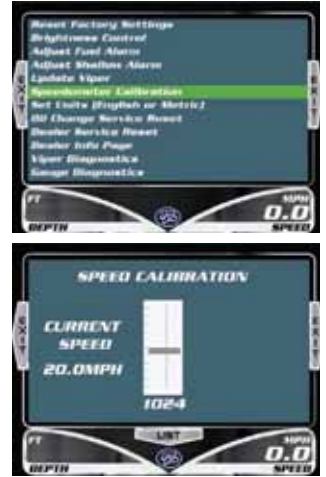 Reset Factory Settings
Brightness Control
Adjust Fuel Alarm
Adjust Shallow Alarm
Update Viper
Speedometer Calibration
Set Units (English or Metric)
Oil Change Service Reset
Dealer Service Reset
Dealer Info Page
Viper Diagnostics
Gauge Diagnostics
EXIT
EXIT
FT
MPH
0.0
DEPTH
SPEED
SPEED CALIBRATION
CURRENT
SPEED
20.0MPH
1024
EXIT
EXIT
LIST
FT
MPH
0.0
DEPTH
SPEED